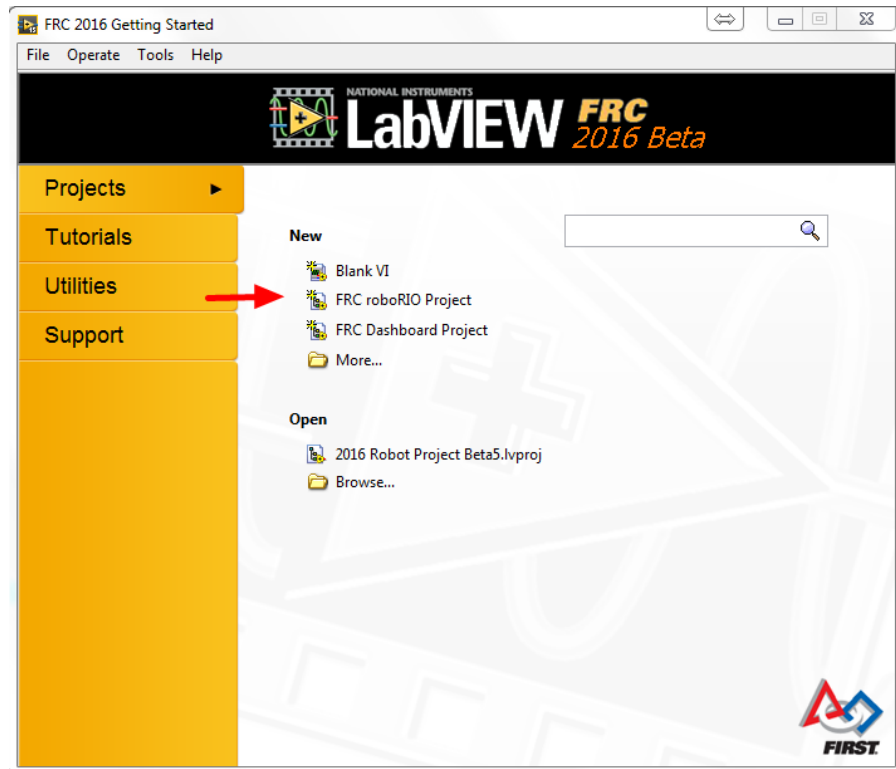 FRC 2016 Getting Started
File Operate Tools Help
NATIONAL INSTRUMENTS
LabVIEW FRC
2016 Beta
Projects
Tutorials
Utilities
Support
New
Blank VI
FRC roboRIO Project
FRC Dashboard Project
More...
Open
2016 Robot Project Beta5.lvproj
Browse...
FIRST